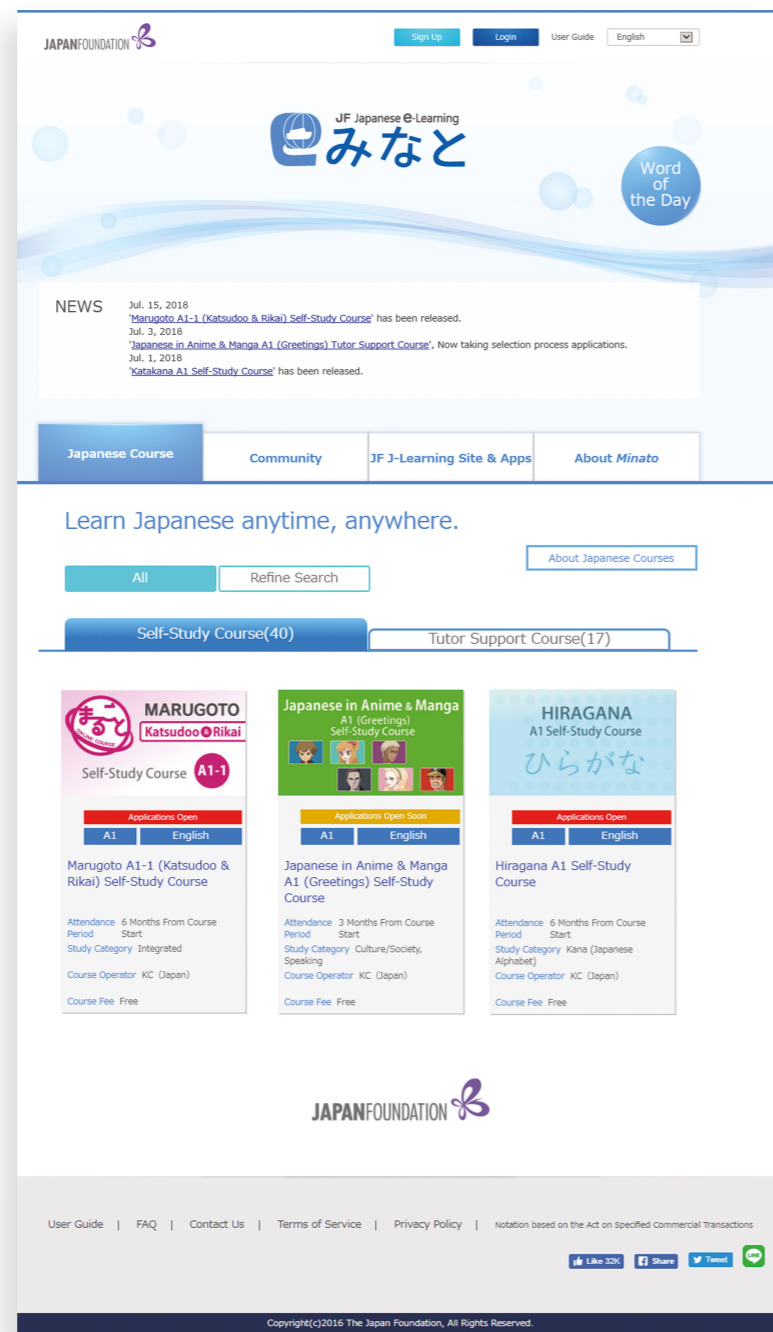 JAPANFOUNDATION
Sign Up
Login
User Guide
English
JF Japanese e-Learning
みなと
Word
of
the Day
NEWS
Jul. 15, 2018
'Marugoto A1-1 (Katsudoo & Rikai) Self-Study Course' has been released.
Jul. 3, 2018
'Japanese in Anime & Manga A1 (Greetings) Tutor Support Course', Now taking selection process applications.
Jul. 1, 2018
'Katakana A1 Self-Study Course' has been released.
Japanese Course
Community
JF J-Learning Site & Apps
About Minato
Learn Japanese anytime, anywhere.
About Japanese Courses
All
Refine Search
Self-Study Course(40)
Tutor Support Course(17)
まるごと
ONLINE COURSE
MARUGOTO
Katsudoo & Rikai
Self-Study Course A1-1
Applications Open
A1 English
Marugoto A1-1 (Katsudoo &
Rikai) Self-Study Course
Attendance 6 Months From Course
Period Start
Study Category Integrated
Course Operator KC (Japan)
Course Fee Free
Japanese in Anime & Manga
A1 (Greetings)
Self-Study Course
Applications Open Soon
A1 English
Japanese in Anime & Manga
A1 (Greetings) Self-Study
Course
Attendance 3 Months From Course
Period Start
Study Category Culture/Society,
Speaking
Course Operator KC (Japan)
Course Fee Free
HIRAGANA
A1 Self-Study Course
ひらがな
Applications Open
A1 English
Hiragana A1 Self-Study
Course
Attendance 6 Months From Course
Period Start
Study Category Kana (Japanese
Alphabet)
Course Operator KC (Japan)
Course Fee Free
JAPANFOUNDATION
User Guide | FAQ | Contact Us | Terms of Service | Privacy Policy | Notation based on the Act on Specified Commercial Transactions
Like 32K
Share
Tweet
LINE
Copyright(c)2016 The Japan Foundation, All Rights Reserved.